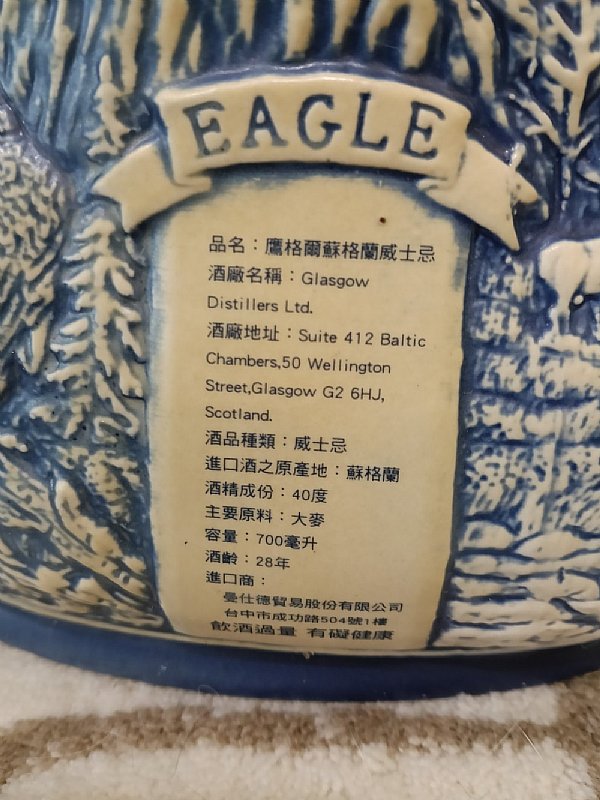 EAGLE
品名：鷹格爾蘇格蘭威士忌
酒廠名稱：Glasgow
Distillers Ltd.
酒廠地址：Suite 412 Baltic
Chambers,50 Wellington
Street,Glasgow G2 6HJ,
Scotland.
酒品種類：威士忌
進口酒之原產地：蘇格蘭
酒精成份：40度
主要原料：大麥
容量：700毫升
酒齡：28年
進口商：
曼仕德貿易股份有限公司
台中市成功路504號1樓
飲酒過量 有礙健康